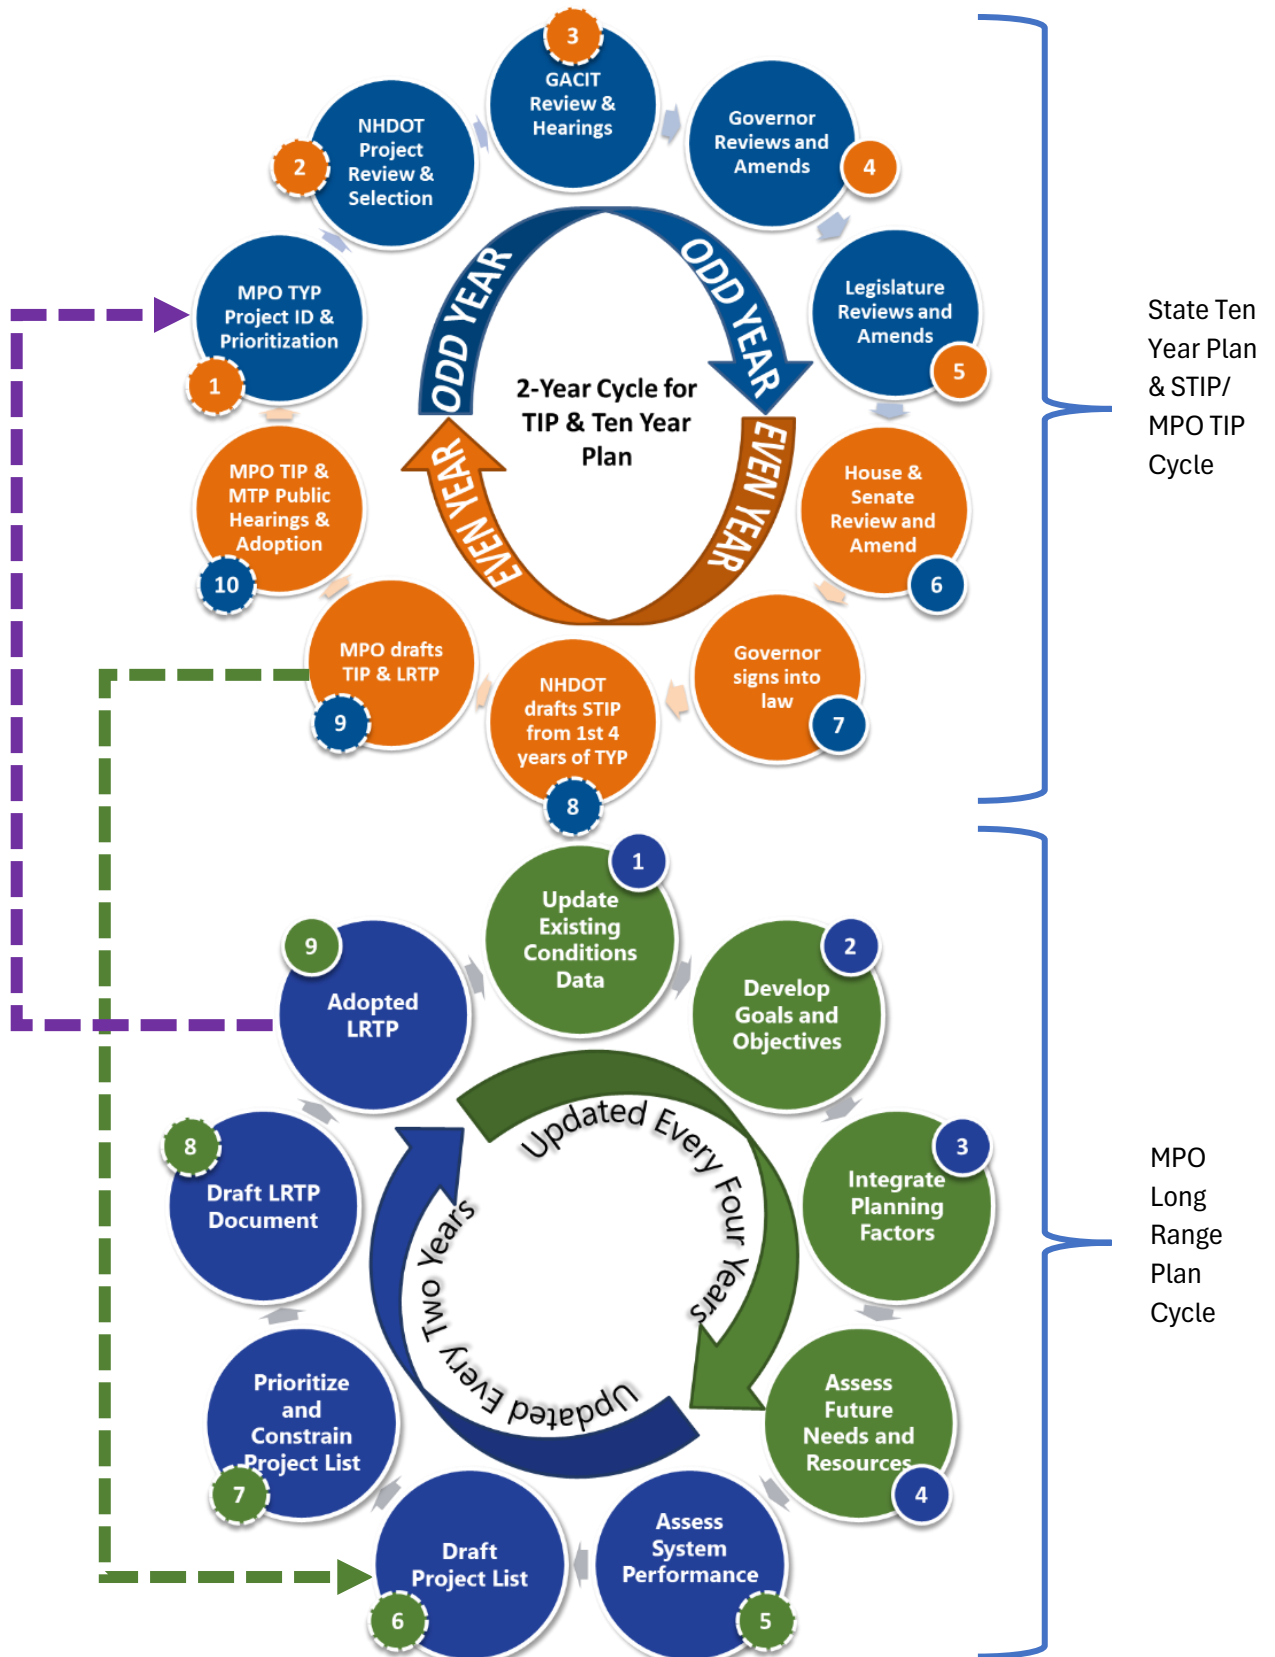 3
GACIT
Review &
Hearings
NHDOT
Project
Review &
Selection
2
Governor
Reviews and
Amends
4
MPO TYP
Project ID &
Prioritization
1
Legislature
Reviews and
Amends
5
ODD YEAR
ODD YEAR
2-Year Cycle for
TIP & Ten Year
Plan
EVEN YEAR
EVEN YEAR
MPO TIP &
MTP Public
Hearings &
Adoption
10
House &
Senate
Review and
Amend
6
MPO drafts
TIP & LRTP
9
NHDOT
drafts STIP
from 1st 4
years of TYP
8
Governor
signs into
law
7
State Ten
Year Plan
& STIP/
MPO TIP
Cycle
1
Update
Existing
Conditions
Data
2
Develop
Goals and
Objectives
3
Integrate
Planning
Factors
Assess
Future
Needs and
Resources
4
Assess
System
Performance
5
Draft
Project List
6
Prioritize
and
Constrain
Project List
7
8
Draft LRTP
Document
9
Adopted
LRTP
Updated Every Four Years
Updated Every Two Years
MPO
Long
Range
Plan
Cycle